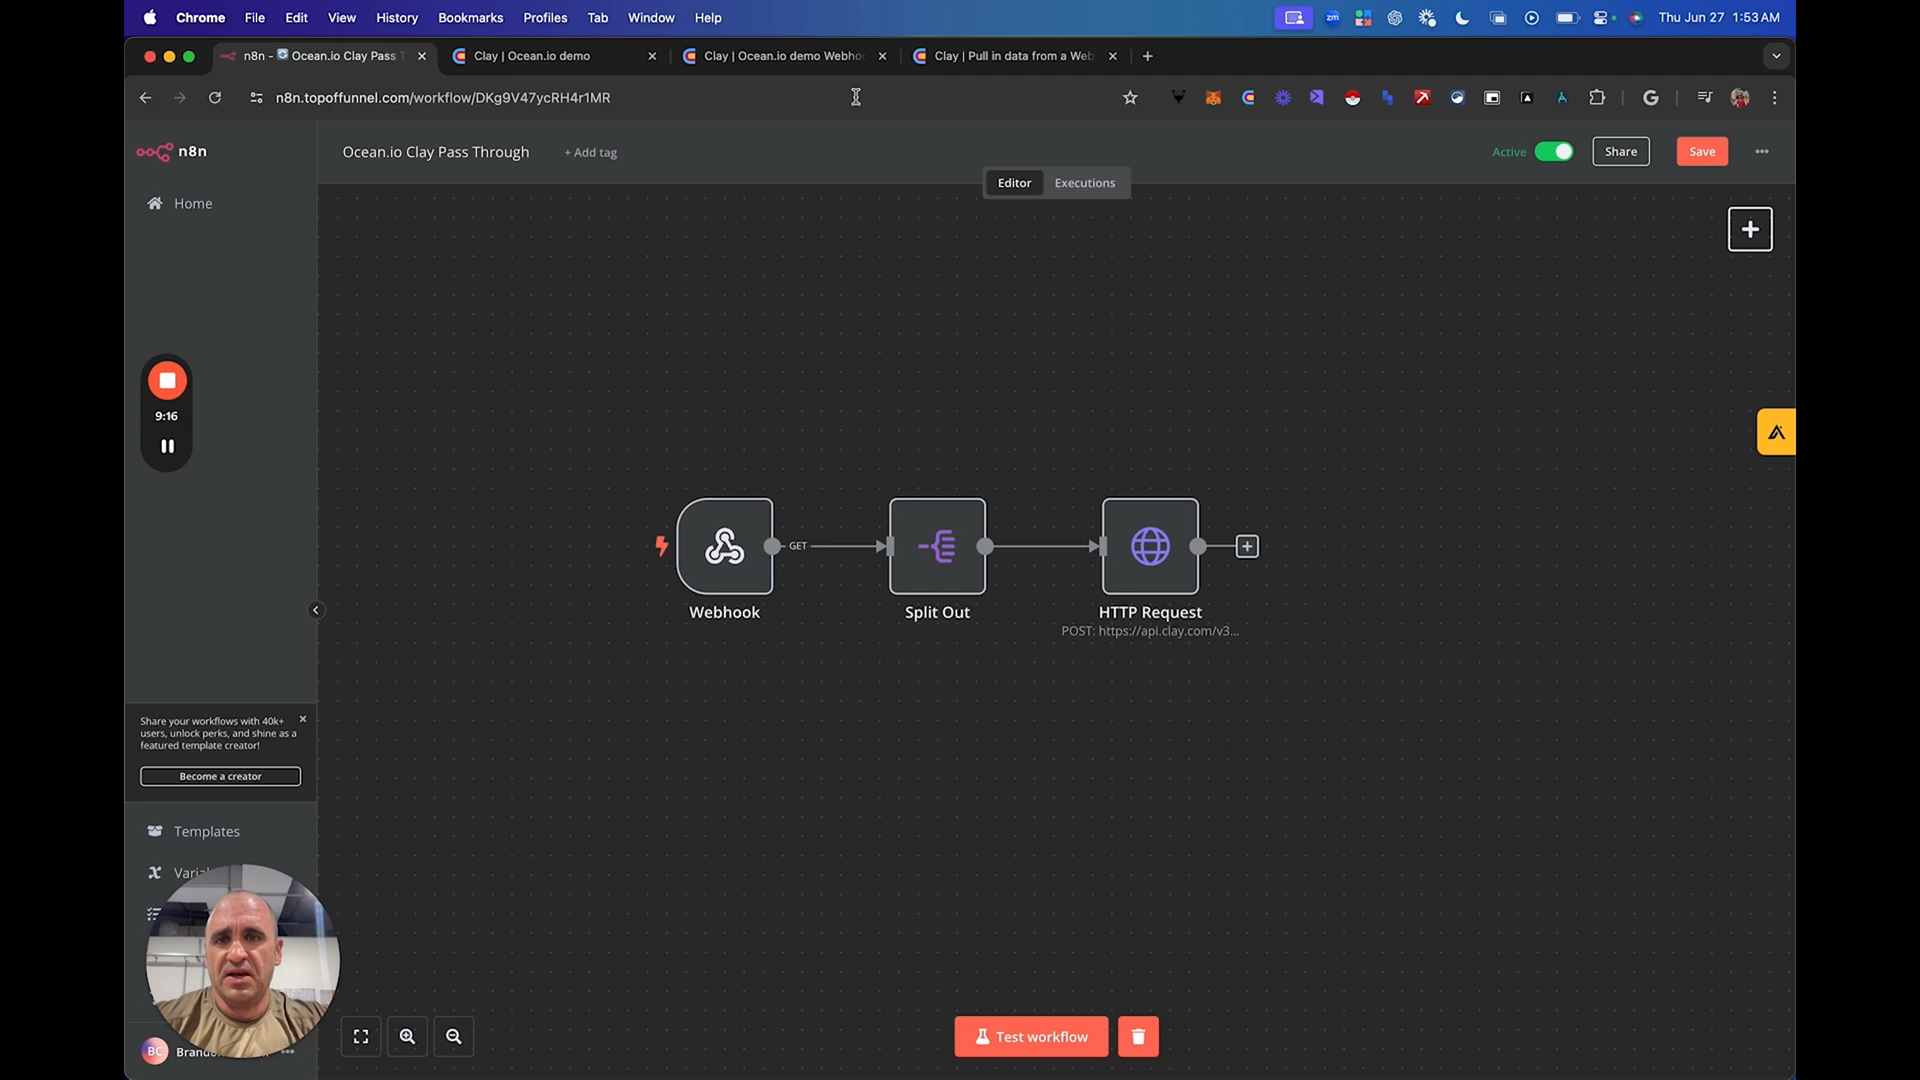 Chrome File Edit View History Bookmarks Profiles Tab Window Help zm Thu Jun 27 1:53 AM
n8n - Ocean.io Clay Pass T Clay | Ocean.io demo Clay | Ocean.io demo Webho Clay | Pull in data from a Web
n8n.topoffunnel.com/workflow/DKg9V47ycRH4r1MR
n8n
Ocean.io Clay Pass Through + Add tag Active Share Save
Editor Executions
Home
9:16
GET
Webhook Split Out HTTP Request
POST: https://api.clay.com/v3...
Share your workflows with 40k+
users, unlock perks, and shine as a
featured template creator!
Become a creator
Templates
Varia
Test workflow
BC Brando